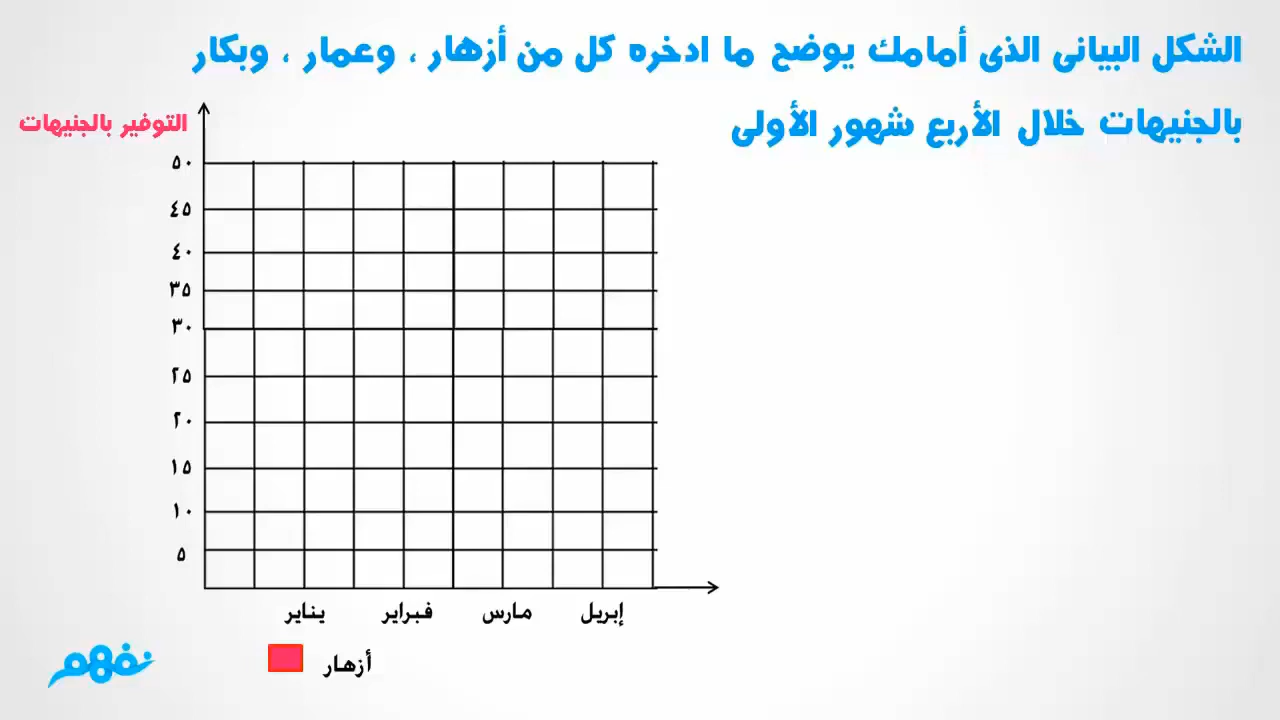 الشكل البيانى الذى أمامك يوضح ما ادخره كل من أزهار ، وعمار ، وبكار
بالجنيهات خلال الأربع شهور الأولى
التوفير بالجنيهات
٥٠
٤٥
٤٠
٣٥
٣٠
٢٥
٢٠
١٥
١٠
٥
يناير فبراير مارس إبريل
أزهار
نفهم